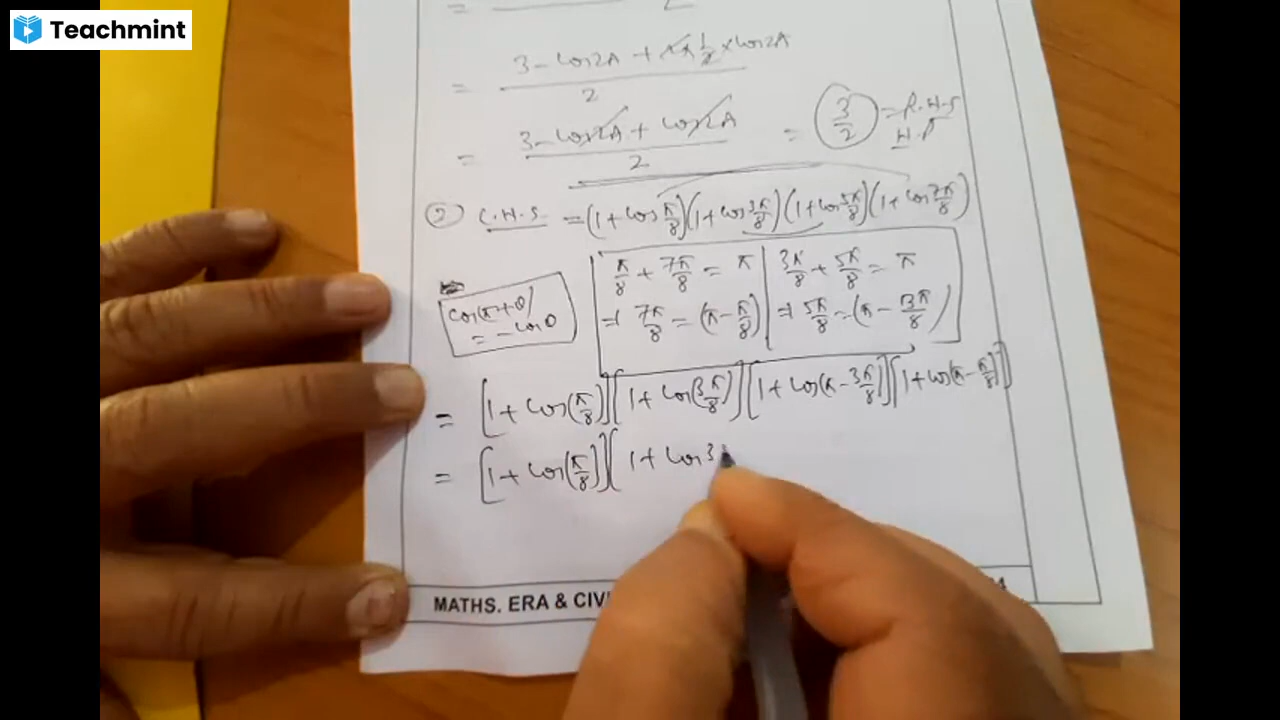 Teachmint
=
= 3 - cos2A + 2 × 1/2 × cos2A / 2
= 3 - cos2A + cos2A / 2 = 3/2 = R.H.S
H.P
② L.H.S. = (1 + cos π/8)(1 + cos 3π/8)(1 + cos 5π/8)(1 + cos 7π/8)
π/8 + 7π/8 = π | 3π/8 + 5π/8 = π
⇒ 7π/8 = (π - π/8) | ⇒ 5π/8 = (π - 3π/8)
cos(π+θ)
= - cosθ
= [1 + cos(π/8)][1 + cos(3π/8)][1 + cos(π - 3π/8)][1 + cos(π - π/8)]
= [1 + cos(π/8)][1 + cos 3
MATHS. ERA & CIVI